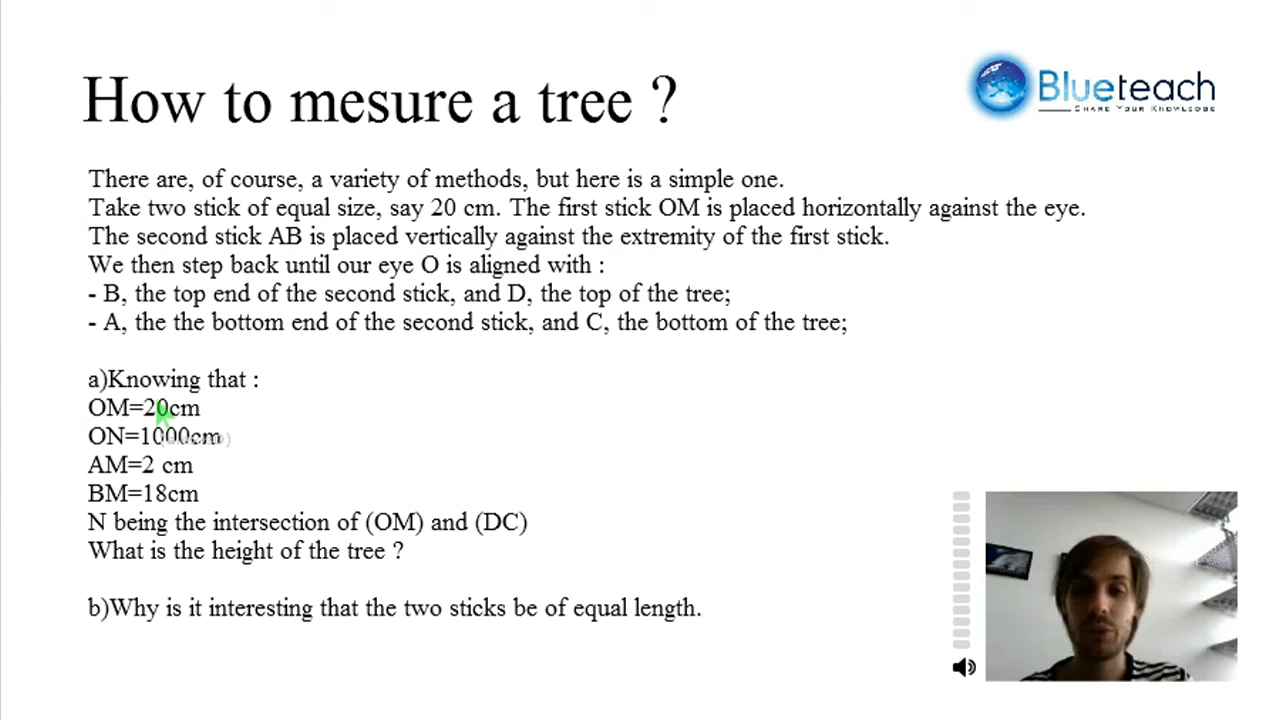 How to mesure a tree ?
Blueteach
SHARE YOUR KNOWLEDGE
There are, of course, a variety of methods, but here is a simple one.
Take two stick of equal size, say 20 cm. The first stick OM is placed horizontally against the eye.
The second stick AB is placed vertically against the extremity of the first stick.
We then step back until our eye O is aligned with :
- B, the top end of the second stick, and D, the top of the tree;
- A, the the bottom end of the second stick, and C, the bottom of the tree;
a)Knowing that :
OM=20cm
ON=1000cm
AM=2 cm
BM=18cm
N being the intersection of (OM) and (DC)
What is the height of the tree ?
b)Why is it interesting that the two sticks be of equal length.